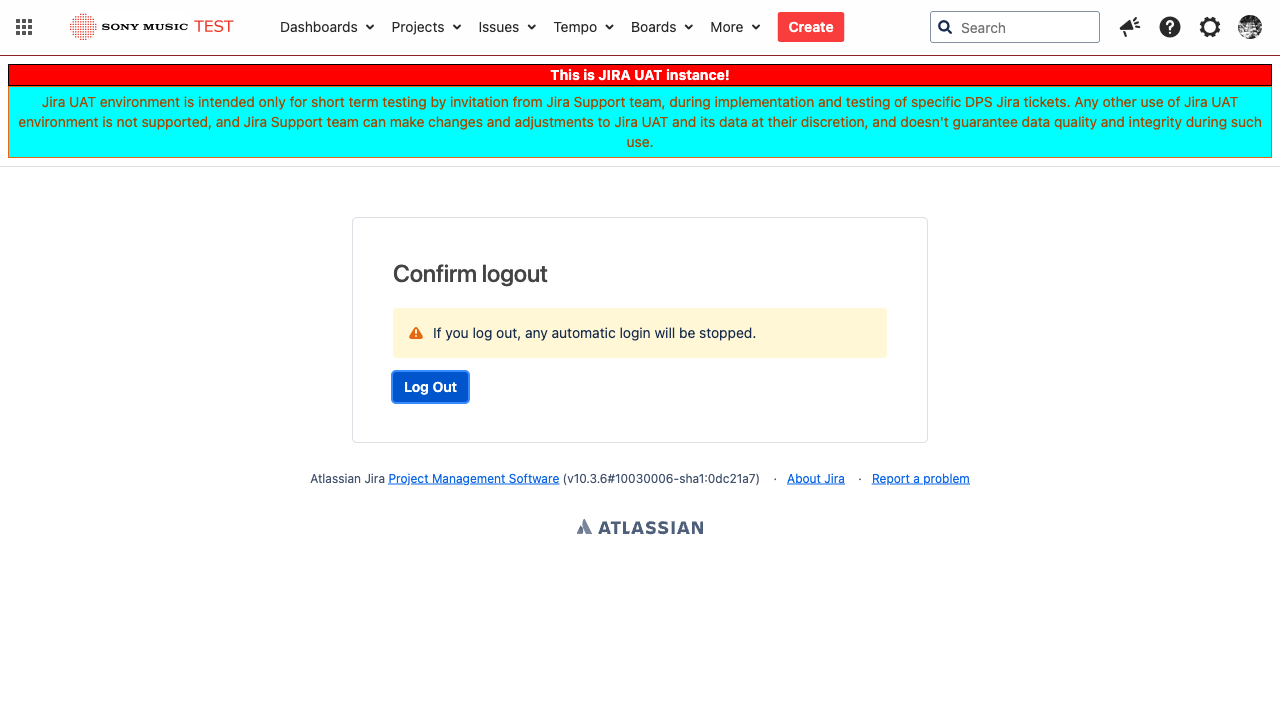 SONY MUSIC TEST
Dashboards Projects Issues Tempo Boards More Create Search
This is JIRA UAT instance!
Jira UAT environment is intended only for short term testing by invitation from Jira Support team, during implementation and testing of specific DPS Jira tickets. Any other use of Jira UAT
environment is not supported, and Jira Support team can make changes and adjustments to Jira UAT and its data at their discretion, and doesn't guarantee data quality and integrity during such
use.
Confirm logout
If you log out, any automatic login will be stopped.
Log Out
Atlassian Jira Project Management Software (v10.3.6#10030006-sha1:0dc21a7) · About Jira · Report a problem
ATLASSIAN